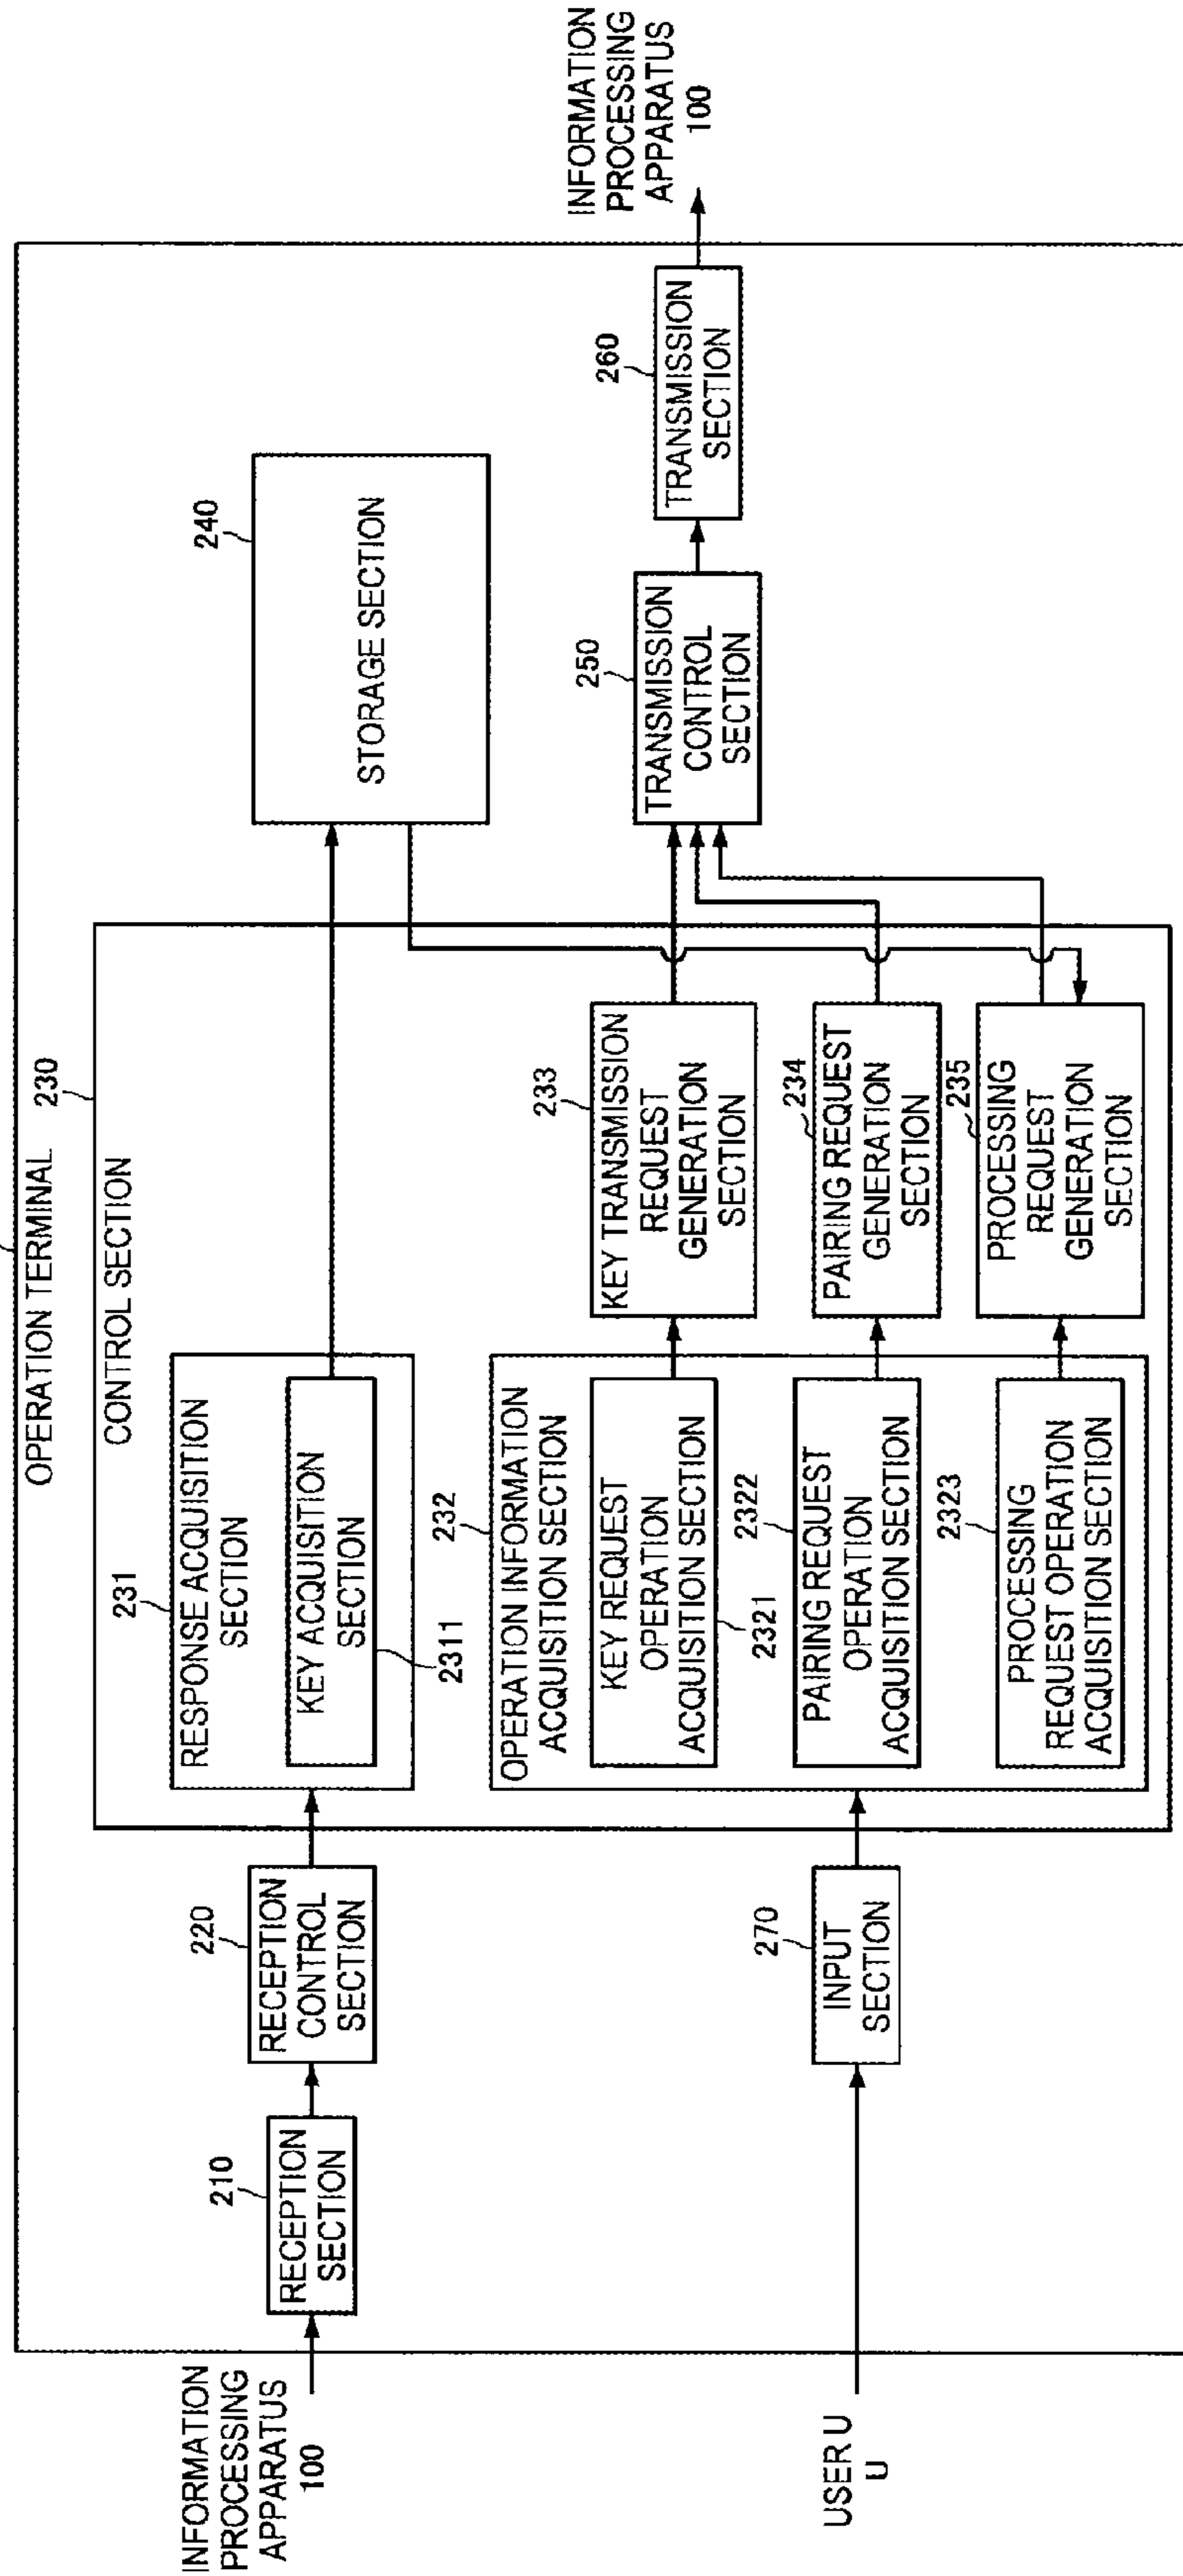 OPERATION TERMINAL
INFORMATION
PROCESSING
APPARATUS
100
210
RECEPTION
SECTION
220
RECEPTION
CONTROL
SECTION
230
CONTROL SECTION
231
RESPONSE ACQUISITION
SECTION
KEY ACQUISITION
SECTION
2311
240
STORAGE SECTION
USER U
U
270
INPUT
SECTION
232
OPERATION INFORMATION
ACQUISITION SECTION
KEY REQUEST
OPERATION
ACQUISITION SECTION
2321
2322
PAIRING REQUEST
OPERATION
ACQUISITION SECTION
2323
PROCESSING
REQUEST OPERATION
ACQUISITION SECTION
233
KEY TRANSMISSION
REQUEST
GENERATION
SECTION
234
PAIRING REQUEST
GENERATION
SECTION
235
PROCESSING
REQUEST
GENERATION
SECTION
250
TRANSMISSION
CONTROL
SECTION
260
TRANSMISSION
SECTION
INFORMATION
PROCESSING
APPARATUS
100